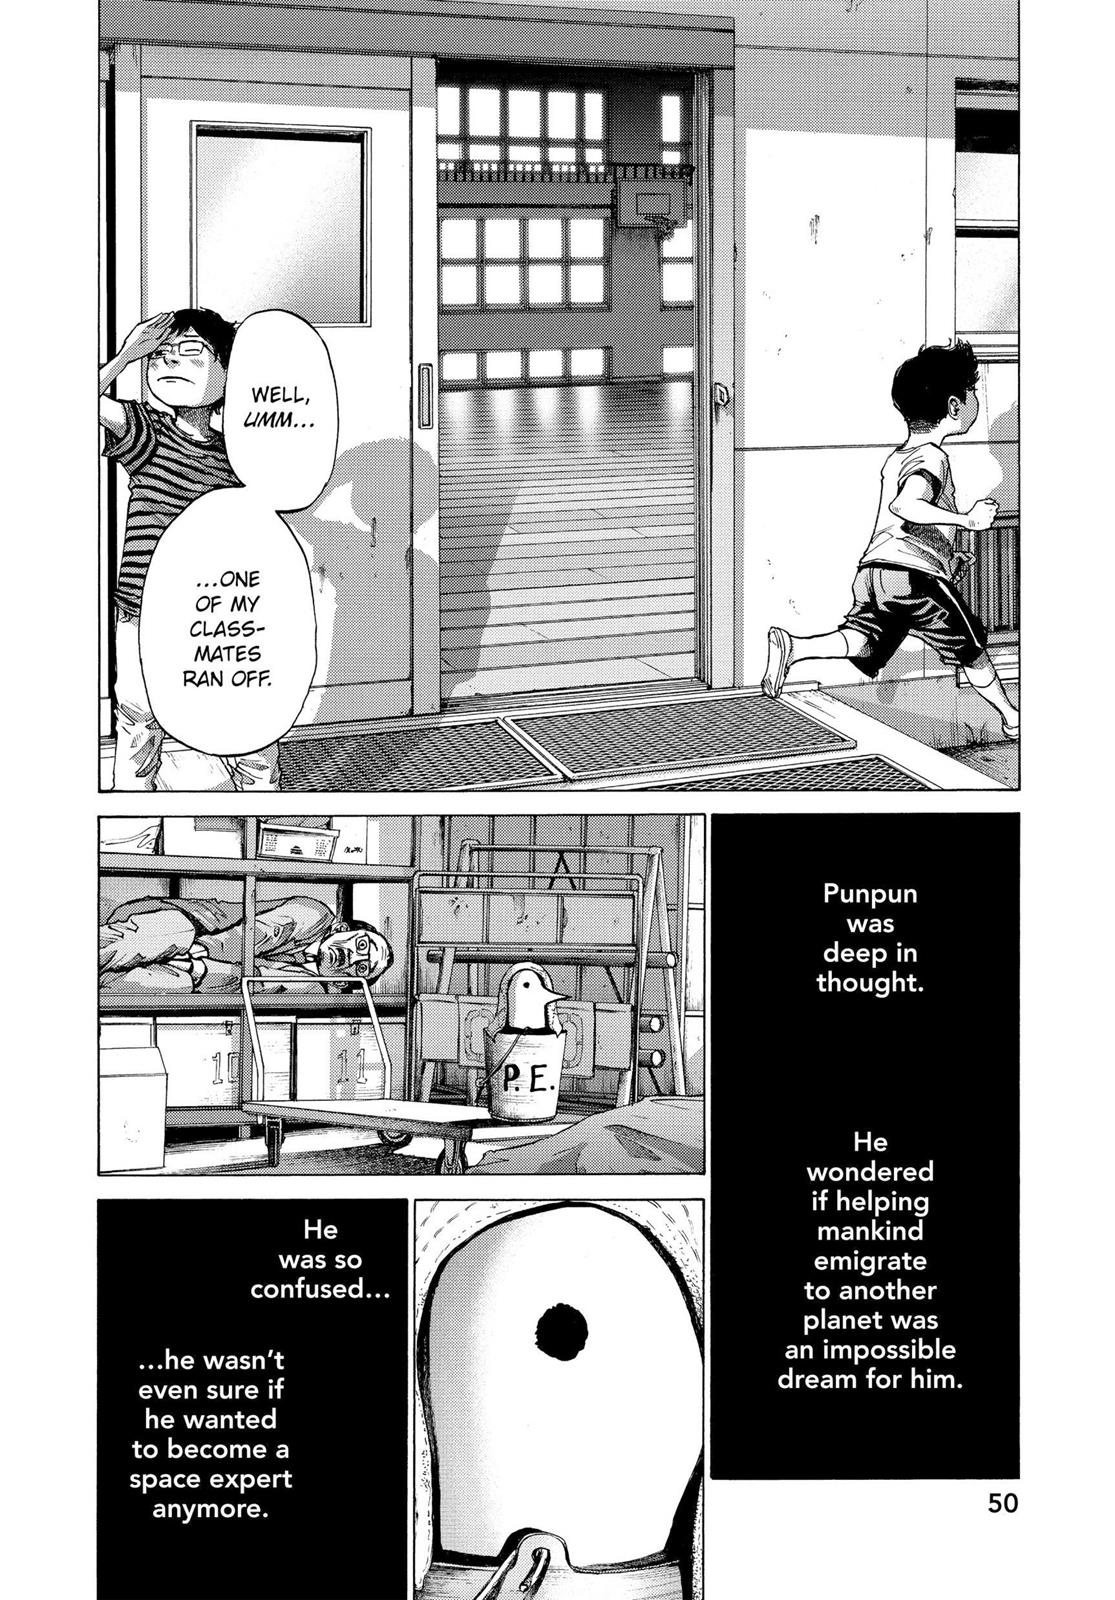 WELL,
UMM...
...ONE
OF MY
CLASS-
MATES
RAN OFF.
Punpun
was
deep in
thought.
He
wondered
if helping
mankind
emigrate
to another
planet was
an impossible
dream for him.
10
11
P.E.
He
was so
confused...
...he wasn't
even sure if
he wanted
to become a
space expert
anymore.
50